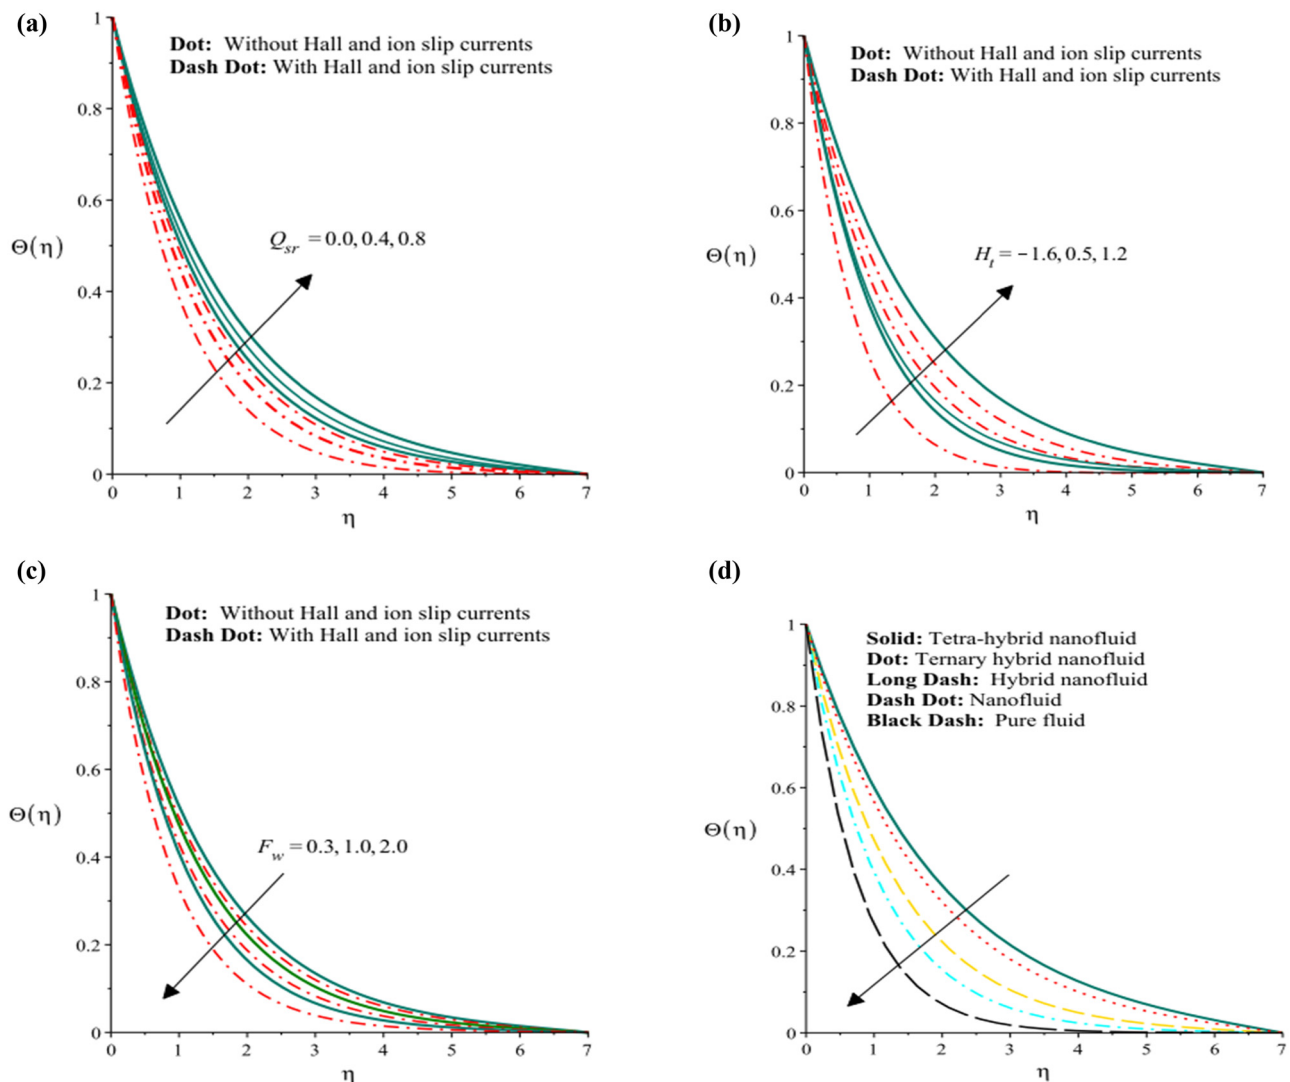 (a)
Dot: Without Hall and ion slip currents
Dash Dot: With Hall and ion slip currents
1
0.8
0.6
0.4
0.2
0
Θ(η)
Q_sr = 0.0, 0.4, 0.8
0 1 2 3 4 5 6 7
η
(b)
Dot: Without Hall and ion slip currents
Dash Dot: With Hall and ion slip currents
1
0.8
0.6
0.4
0.2
0
Θ(η)
H_t = −1.6, 0.5, 1.2
0 1 2 3 4 5 6 7
η
(c)
Dot: Without Hall and ion slip currents
Dash Dot: With Hall and ion slip currents
1
0.8
0.6
0.4
0.2
0
Θ(η)
F_w = 0.3, 1.0, 2.0
0 1 2 3 4 5 6 7
η
(d)
Solid: Tetra-hybrid nanofluid
Dot: Ternary hybrid nanofluid
Long Dash: Hybrid nanofluid
Dash Dot: Nanofluid
Black Dash: Pure fluid
1
0.8
0.6
0.4
0.2
0
Θ(η)
0 1 2 3 4 5 6 7
η